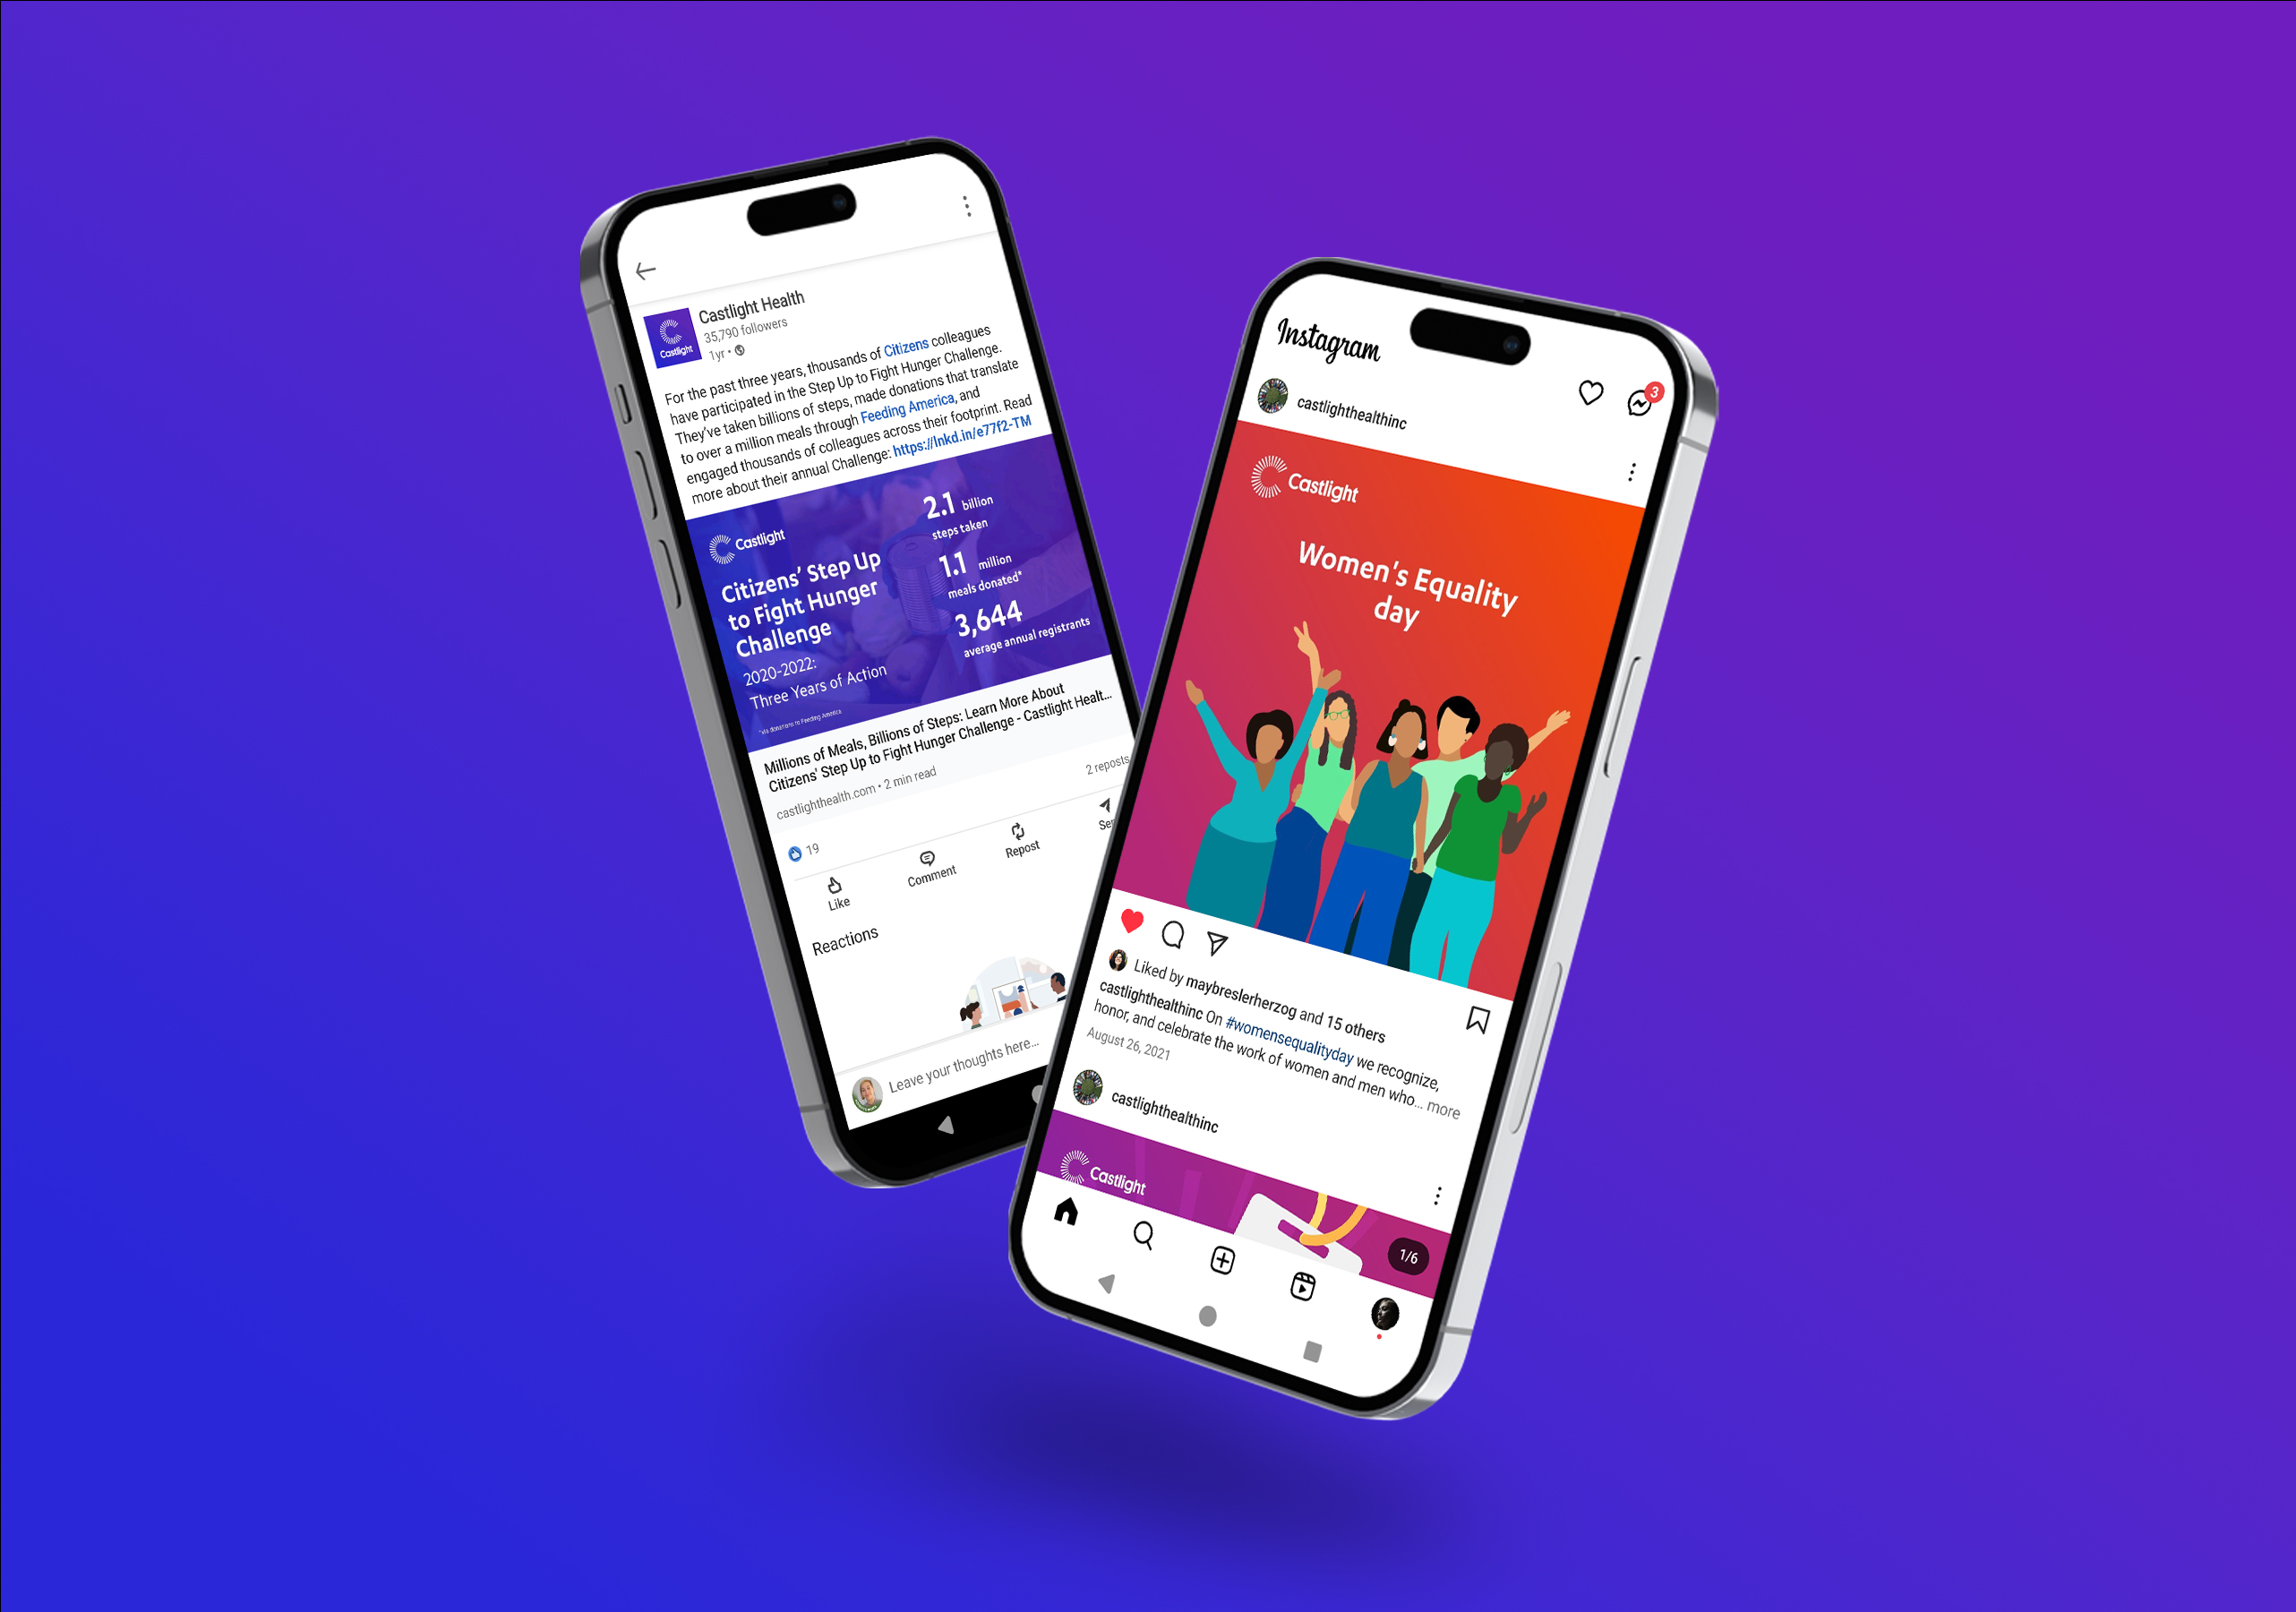 Castlight
Castlight Health
35,790 followers
1yr •
For the past three years, thousands of Citizens colleagues
have participated in the Step Up to Fight Hunger Challenge.
They've taken billions of steps, made donations that translate
to over a million meals through Feeding America, and
engaged thousands of colleagues across their footprint. Read
more about their annual Challenge: https://lnkd.in/e77f2-TM
Castlight
Citizens' Step Up
to Fight Hunger
Challenge
2020-2022:
Three Years of Action
*via donations to Feeding America
2.1 billion
steps taken
1.1 million
meals donated*
3,644
average annual registrants
Millions of Meals, Billions of Steps: Learn More About
Citizens' Step Up to Fight Hunger Challenge - Castlight Healt...
castlighthealth.com • 2 min read
19
2 reposts
Like
Comment
Repost
Reactions
Leave your thoughts here...
Instagram
3
castlighthealthinc
Castlight
Women's Equality
day
Liked by maybreslerherzog and 15 others
castlighthealthinc On #womensequalityday we recognize,
honor, and celebrate the work of women and men who... more
August 26, 2021
castlighthealthinc
Castlight
1/6